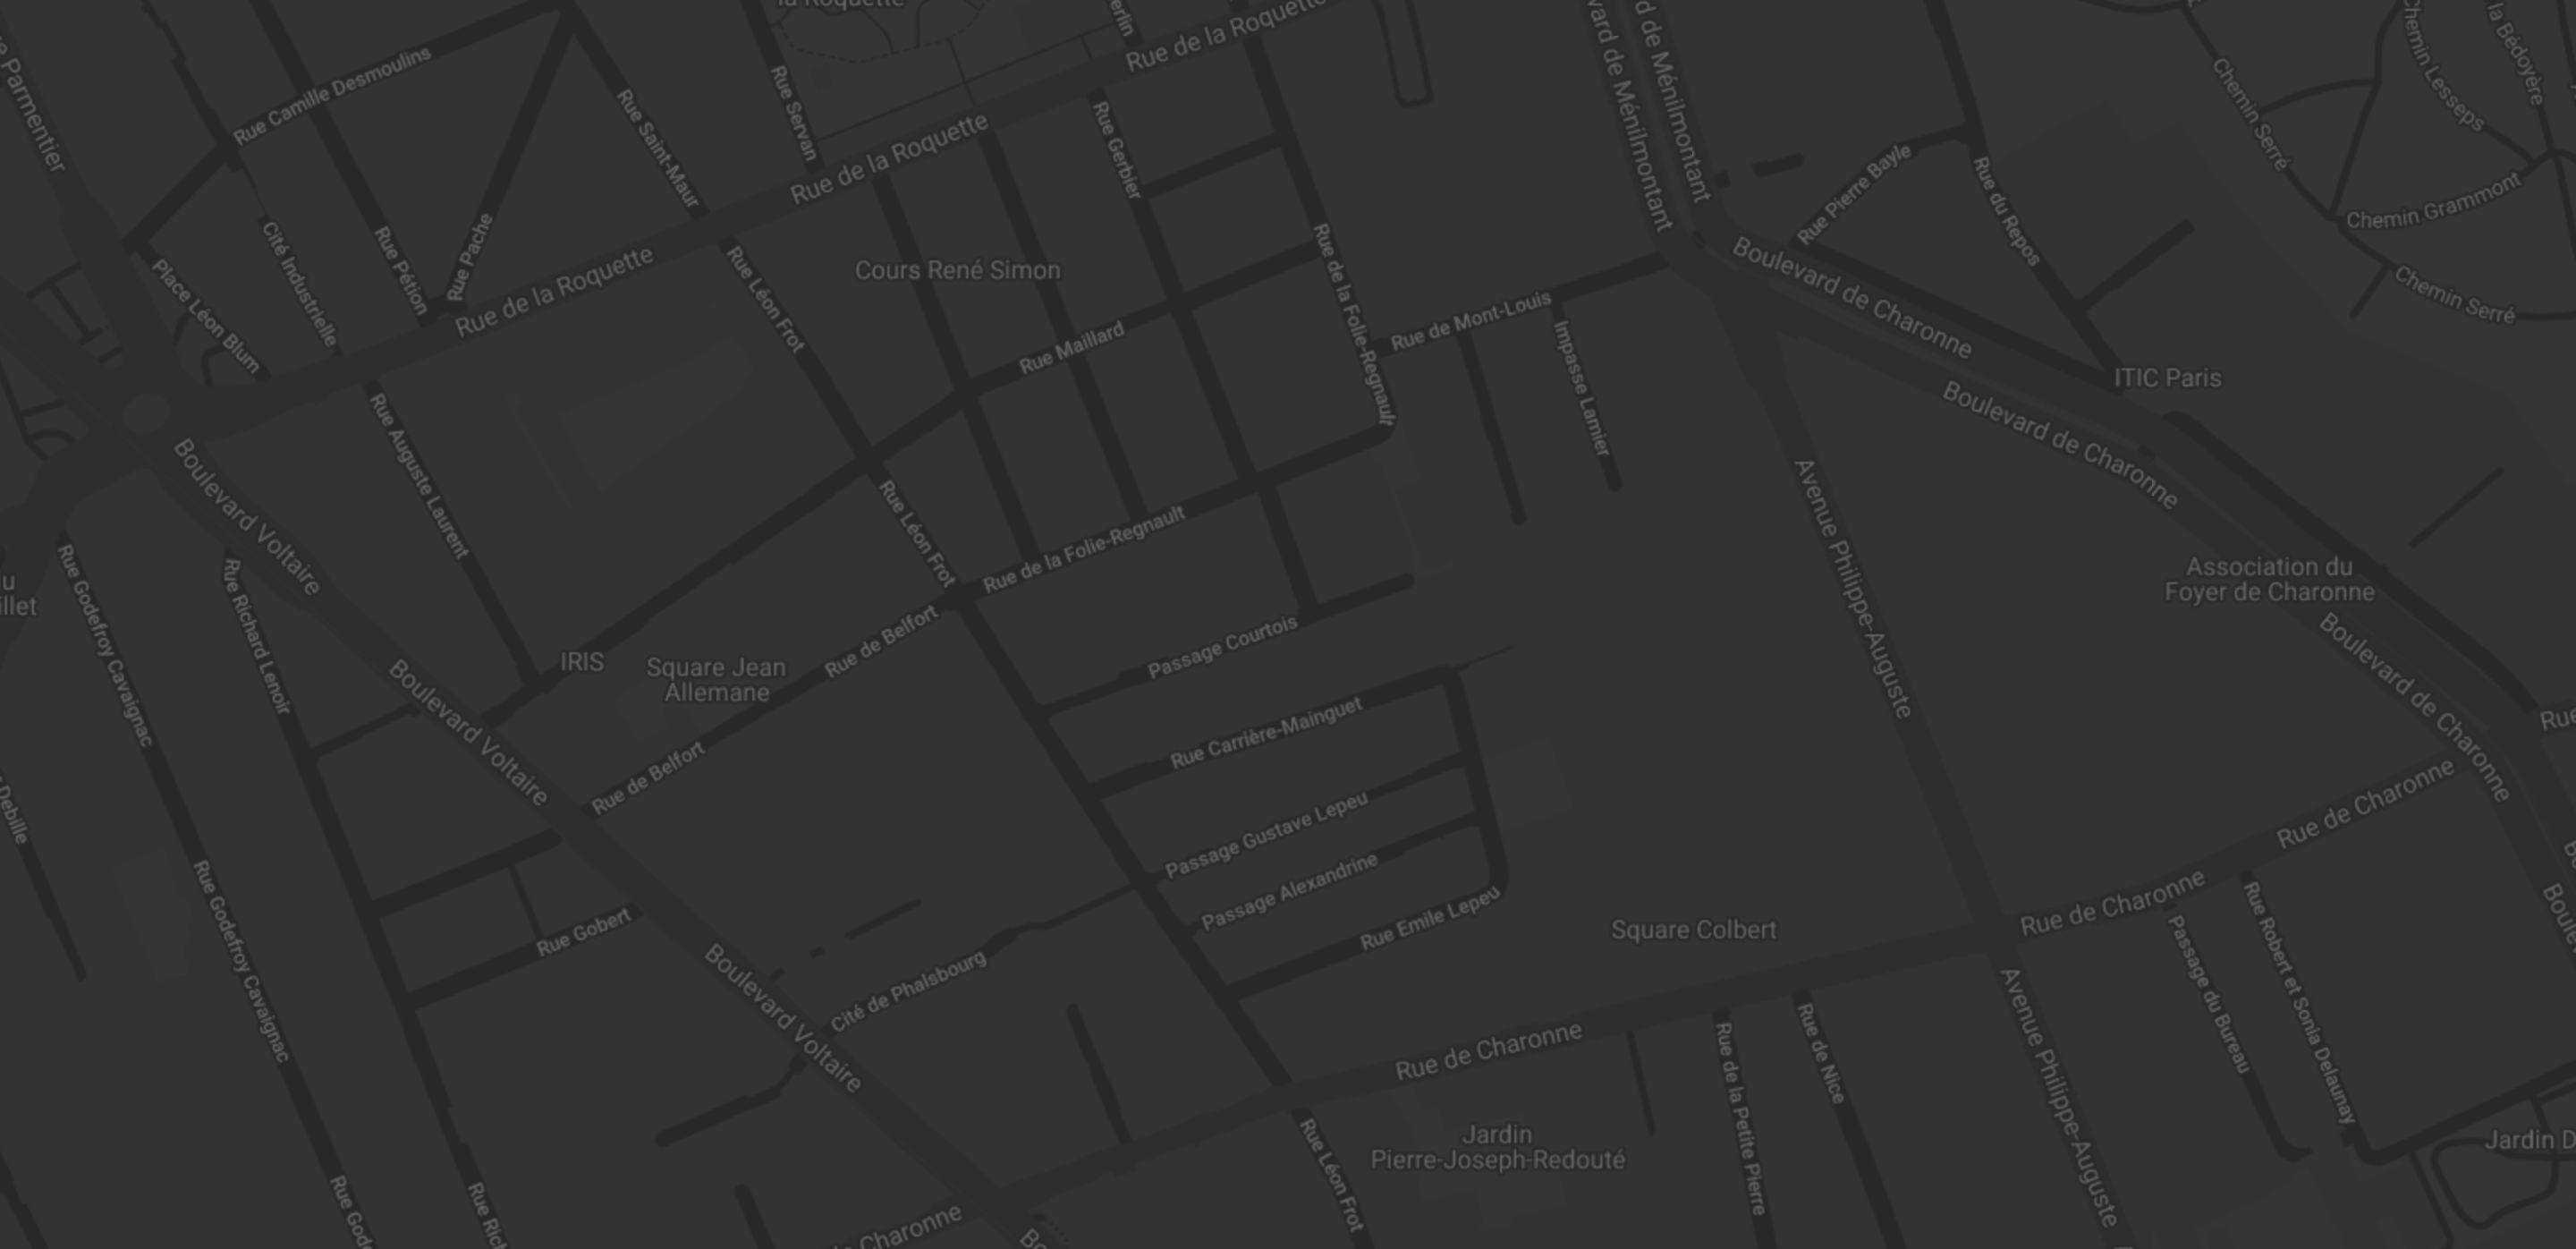 la Roquette
Rue de la Roquette
Rue Camille Desmoulins
Parmentier
Rue Saint-Maur
Rue Servan
Rue de la Roquette
Rue Gerbier
Boulevard de Ménilmontant
Chemin Serré
Chemin Lesseps
la Bédoyère
Chemin Grammont
Chemin Serré
Rue Pierre Bayle
Rue du Repos
Place Léon Blum
Cité Industrielle
Rue Pétion
Rue Pache
Rue de la Roquette
Rue Léon Frot
Cours René Simon
Rue Maillard
Rue de la Folie-Regnault
Rue de Mont-Louis
Impasse Lamier
Boulevard de Charonne
Boulevard de Charonne
ITIC Paris
Boulevard Voltaire
Rue Auguste Laurent
Rue Léon Frot
Rue de la Folie-Regnault
Avenue Philippe-Auguste
Association du
Foyer de Charonne
Boulevard de Charonne
Rue Godefroy Cavaignac
Rue Richard Lenoir
IRIS
Square Jean
Allemane
Rue de Belfort
Passage Courtois
Boulevard Voltaire
Rue de Belfort
Rue Carrière-Mainguet
Passage Gustave Lepeu
Passage Alexandrine
Rue Emile Lepeu
Rue
Rue de Charonne
Debille
Rue Godefroy Cavaignac
Rue Gobert
Boulevard Voltaire
Cité de Phalsbourg
Square Colbert
Rue de Charonne
Rue de Charonne
Rue de la Petite Pierre
Rue de Nice
Avenue Philippe-Auguste
Passage du Bureau
Rue Robert et Sonia Delaunay
Jardin
Pierre-Joseph-Redouté
Jardin D
Rue Léon Frot
Charonne